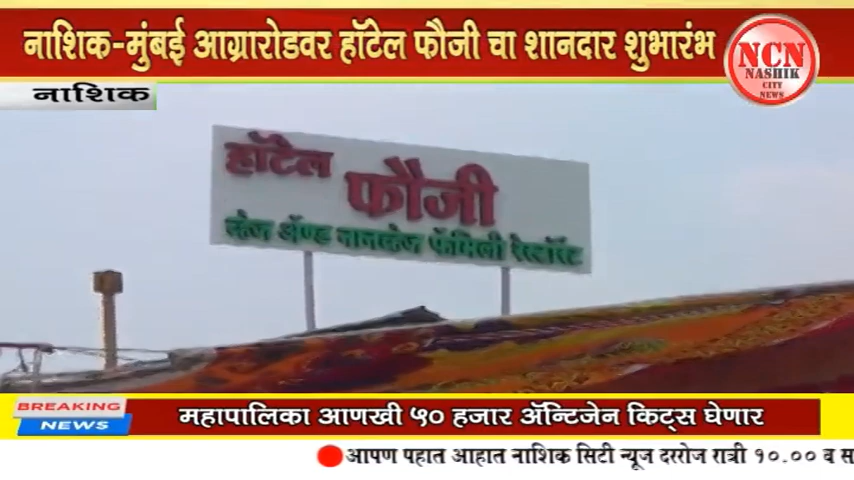 नाशिक-मुंबई आग्रारोडवर हॉटेल फौजी चा शानदार शुभारंभ
NCN
NASHIK
CITY
NEWS
नाशिक
हॉटेल फौजी
व्हेज ॲण्ड नानव्हेज फॅमिली रेस्टॉरंट
BREAKING
NEWS
महापालिका आणखी ५० हजार ॲन्टिजेन किट्स घेणार
आपण पहात आहात नाशिक सिटी न्यूज दररोज रात्री १०.०० व स